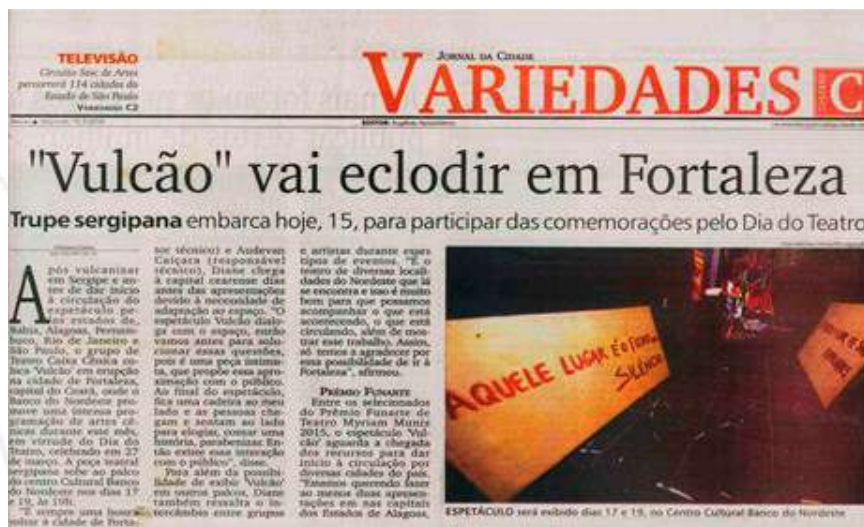 TELEVISÃO
Circuito Sesc de Artes
percorrerá 114 cidades do
Estado de São Paulo
VARIEDADES C2
JORNAL DA CIDADE
VARIEDADES
C
EDITOR:
"Vulcão" vai eclodir em Fortaleza
Trupe sergipana embarca hoje, 15, para participar das comemorações pelo Dia do Teatro
Após vulcanizar
em Sergipe e an-
tes de dar início
à circulação do
espetáculo pe-
los estados de
Bahia, Alagoas, Pernam-
buco, Rio de Janeiro e
São Paulo, o grupo de
Teatro Caixa Cênica co-
loca 'Vulcão' em erupção
na cidade de Fortaleza,
capital do Ceará, onde o
Banco do Nordeste pro-
move uma intensa pro-
gramação de artes cê-
nicas durante esse mês,
em virtude do Dia do
Teatro, celebrado em 27
de março. A peça teatral
sergipana sobe ao palco
do centro Cultural Banco
do Nordeste nos dias 17
e 19, às 19h.
"É sempre uma honra
voltar à cidade de Forta-
tor técnico) e Audevan
Caiçara (responsável
técnico), Diane chega
à capital cearense dias
antes das apresentações
devido à necessidade de
adaptação ao espaço. "O
espetáculo Vulcão dialo-
ga com o espaço, então
vamos antes para solu-
cionar essas questões,
pois é uma peça intimis-
ta, que propõe essa apro-
ximação com o público.
Ao final do espetáculo,
fica uma cadeira ao meu
lado e as pessoas che-
gam e sentam ao lado
para elogiar, contar uma
história, parabenizar. En-
tão existe essa interação
com o público", disse.
Para além da possibi-
lidade de exibir 'Vulcão'
em outros palcos, Diane
também ressalta o in-
tercâmbio entre grupos
e artistas durante esses
tipos de eventos. "É o
teatro de diversas locali-
dades do Nordeste que lá
se encontra e isso é muito
bom para que possamos
acompanhar o que está
acontecendo, o que está
circulando, além de mos-
trar esse trabalho. Assim,
só temos a agradecer por
essa possibilidade de ir à
Fortaleza", afirmou.
PRÊMIO FUNARTE
Entre os selecionados
do Prêmio Funarte de
Teatro Myriam Muniz
2015, o espetáculo 'Vul-
cão' aguarda a chegada
dos recursos para dar
início à circulação por
diversas cidades do país.
"Estamos querendo fazer
ao menos duas apresen-
tações em nas capitais
dos Estados de Alagoas,
AQUELE LUGAR É O
SILÊNCIO
ESPETÁCULO será exibido dias 17 e 19, no Centro Cultural Banco do Nordeste